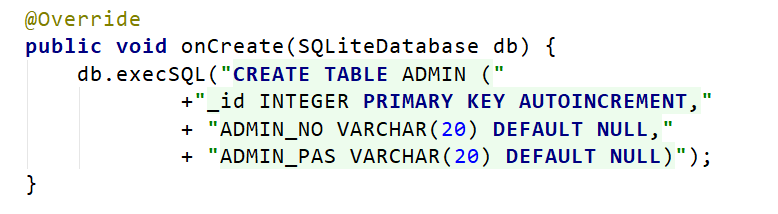 @Override
public void onCreate(SQLiteDatabase db) {
    db.execSQL("CREATE TABLE ADMIN ("
            +"_id INTEGER PRIMARY KEY AUTOINCREMENT,"
            + "ADMIN_NO VARCHAR(20) DEFAULT NULL,"
            + "ADMIN_PAS VARCHAR(20) DEFAULT NULL)");
}